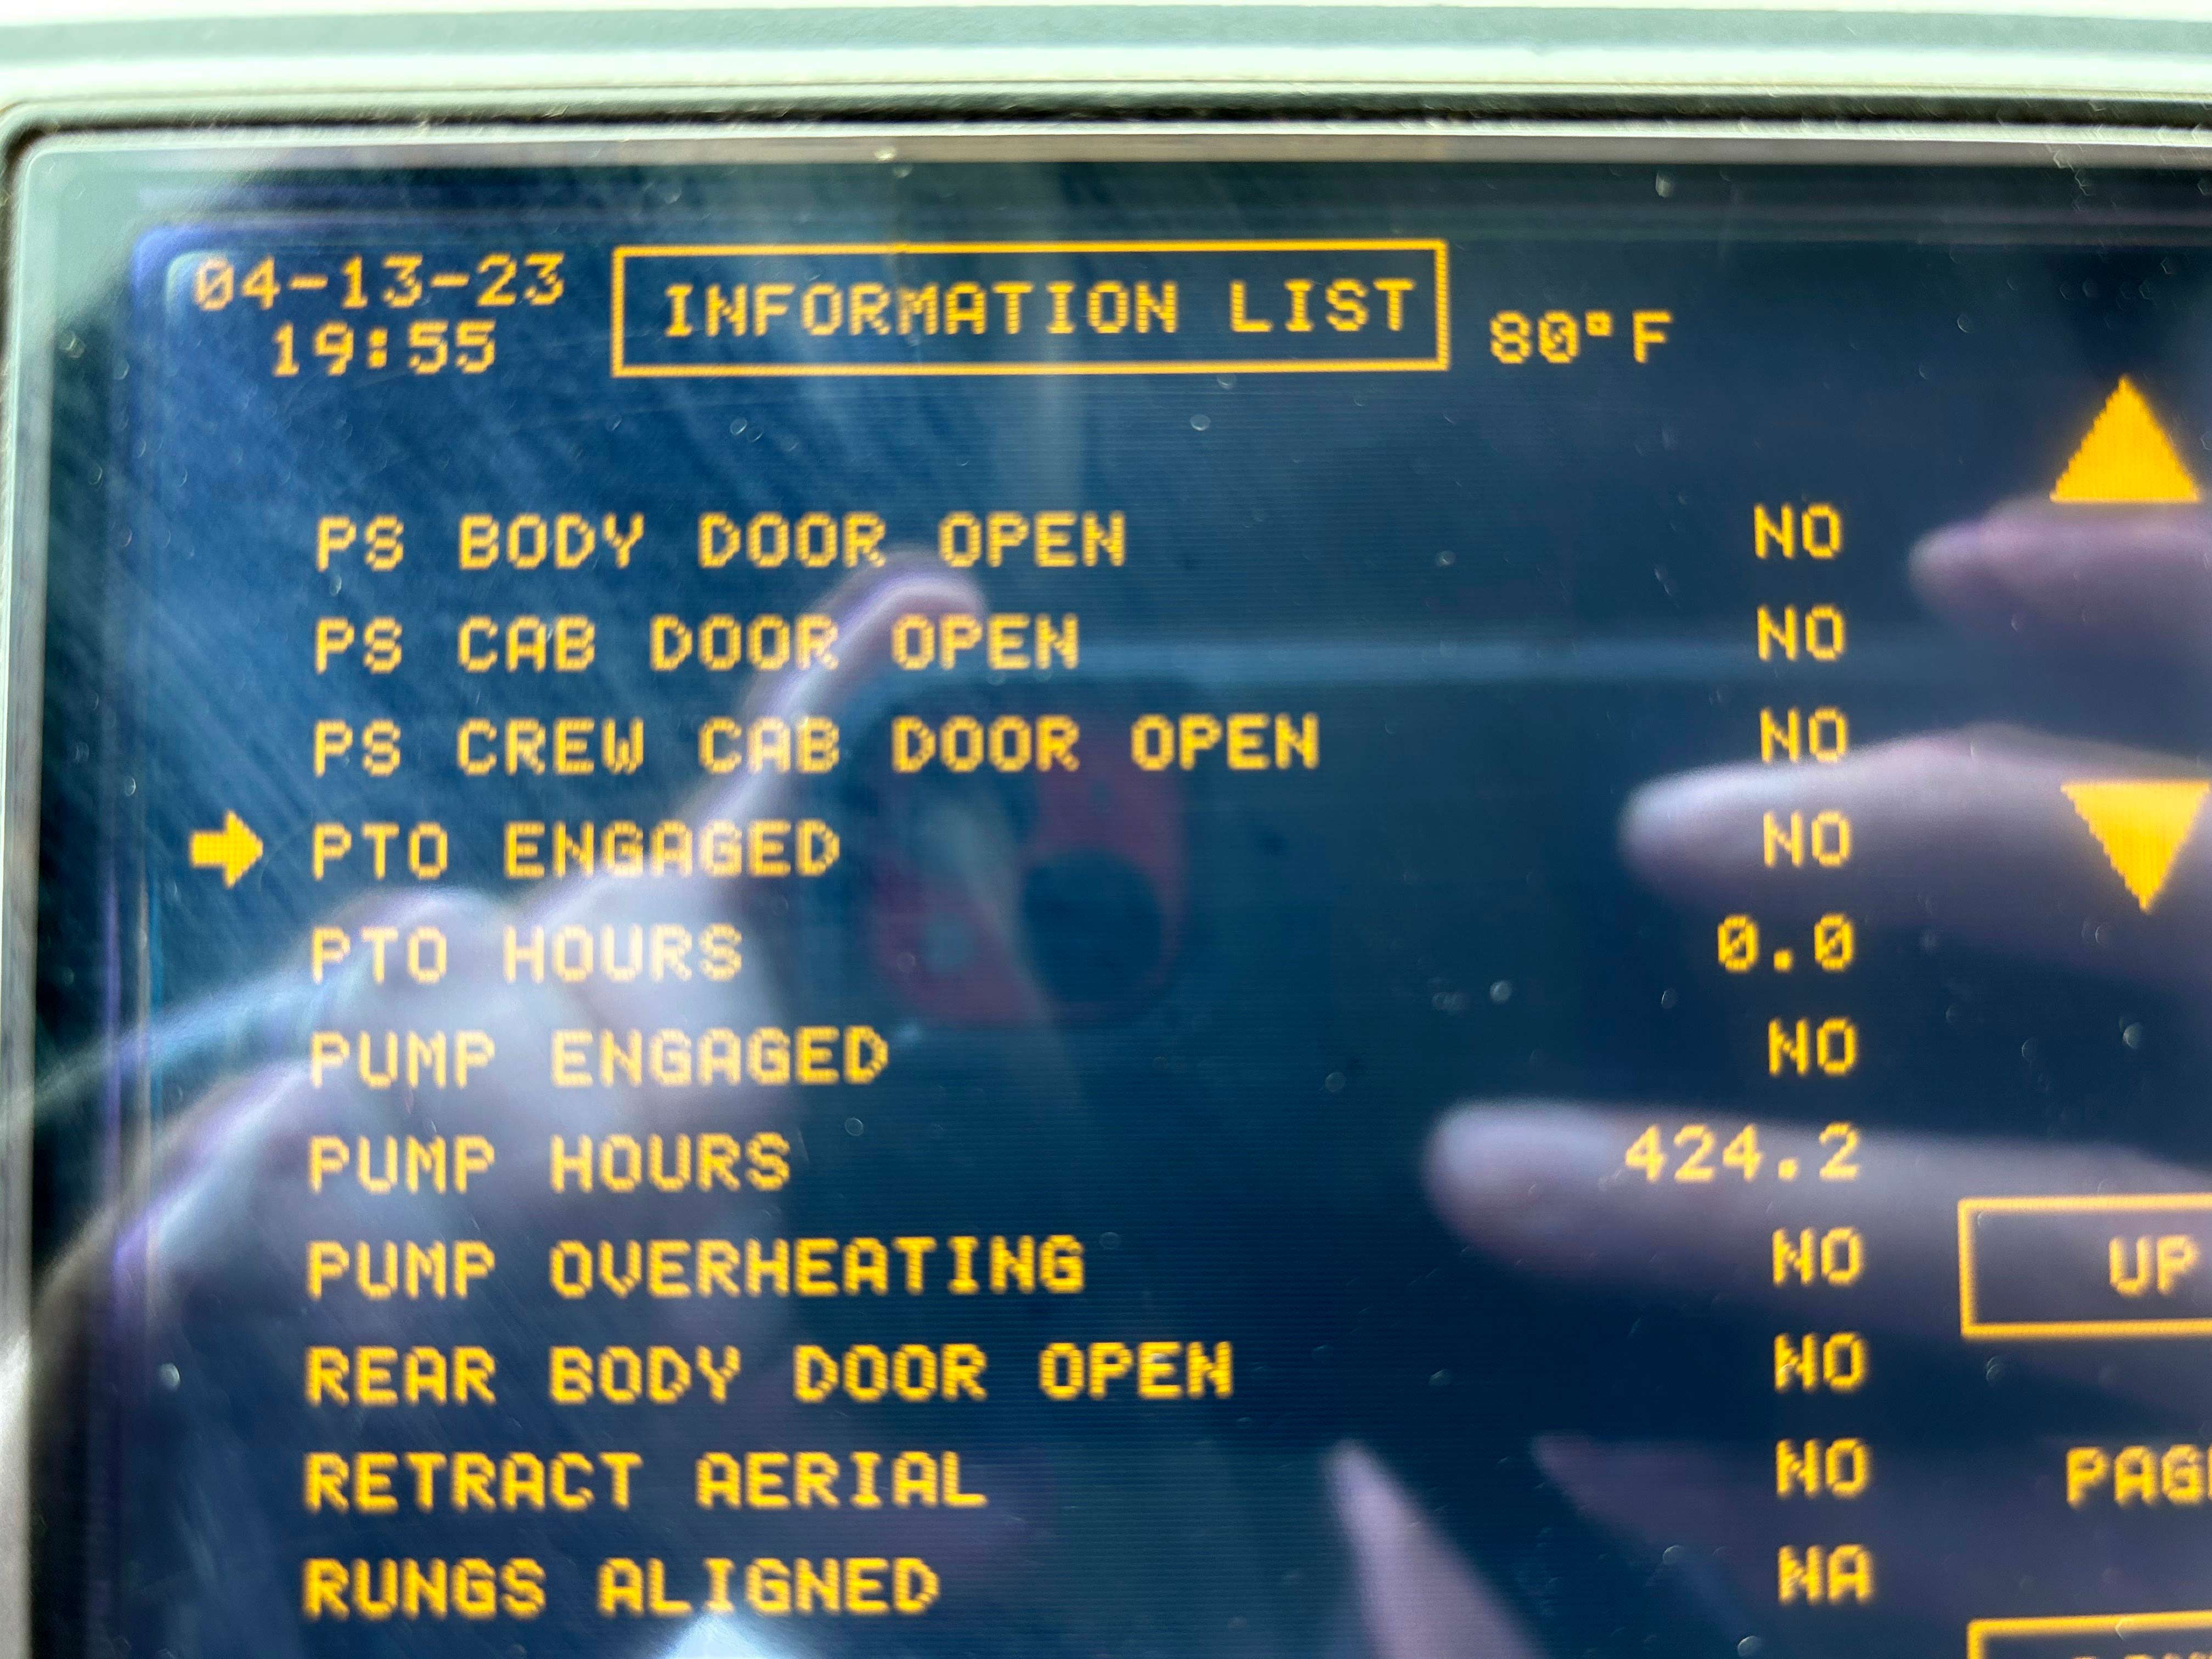 04-13-23
19:55
INFORMATION LIST
80°F
PS BODY DOOR OPEN NO
PS CAB DOOR OPEN NO
PS CREW CAB DOOR OPEN NO
PTO ENGAGED NO
PTO HOURS 0.0
PUMP ENGAGED NO
PUMP HOURS 424.2
PUMP OVERHEATING NO
UP
REAR BODY DOOR OPEN NO
RETRACT AERIAL NO
RUNGS ALIGNED NA